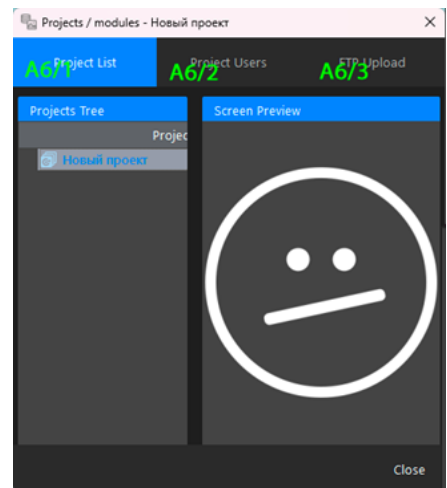 Projects / modules - Новый проект
Project List
Project Users
FTP Upload
A6/1
A6/2
A6/3
Projects Tree
Screen Preview
Projec
Новый проект
Close